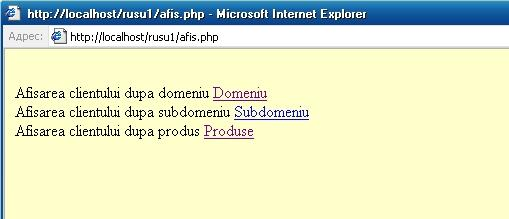 http://localhost/rusu1/afis.php - Microsoft Internet Explorer
Адрес: http://localhost/rusu1/afis.php
Afisarea clientului dupa domeniu Domeniu
Afisarea clientului dupa subdomeniu Subdomeniu
Afisarea clientului dupa produs Produse